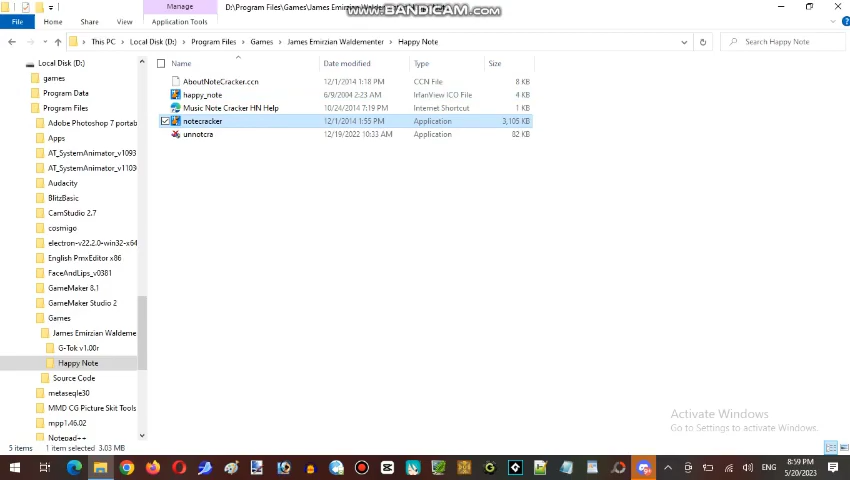 Manage
D:\Program Files\Games\James Emirzian
www.BANDICAM.com
File
Home
Share
View
Application Tools
This PC > Local Disk (D:) > Program Files > Games > James Emirzian Waldementer > Happy Note
Search Happy Note
Local Disk (D:)
games
Program Data
Program Files
Adobe Photoshop 7 portab
Apps
AT_SystemAnimator_v1093
AT_SystemAnimator_v1103
Audacity
BlitzBasic
CamStudio 2.7
cosmigo
electron-v22.2.0-win32-x64
English PmxEditor x86
FaceAndLips_v0381
GameMaker 8.1
GameMaker Studio 2
Games
James Emirzian Waldeme
G-Tok v1.00r
Happy Note
Source Code
metaseqle30
MMD CG Picture Skit Tools
mpp1.46.02
Notepad++
Name Date modified Type Size
AboutNoteCracker.ccn 12/1/2014 1:18 PM CCN File 8 KB
happy_note 6/9/2004 2:23 AM IrfanView ICO File 4 KB
Music Note Cracker HN Help 10/24/2014 7:19 PM Internet Shortcut 1 KB
notecracker 12/1/2014 1:55 PM Application 3,105 KB
unnotcra 12/19/2022 10:33 AM Application 82 KB
Activate Windows
Go to Settings to activate Windows.
5 items 1 item selected 3.03 MB
ENG
8:59 PM
5/20/2023